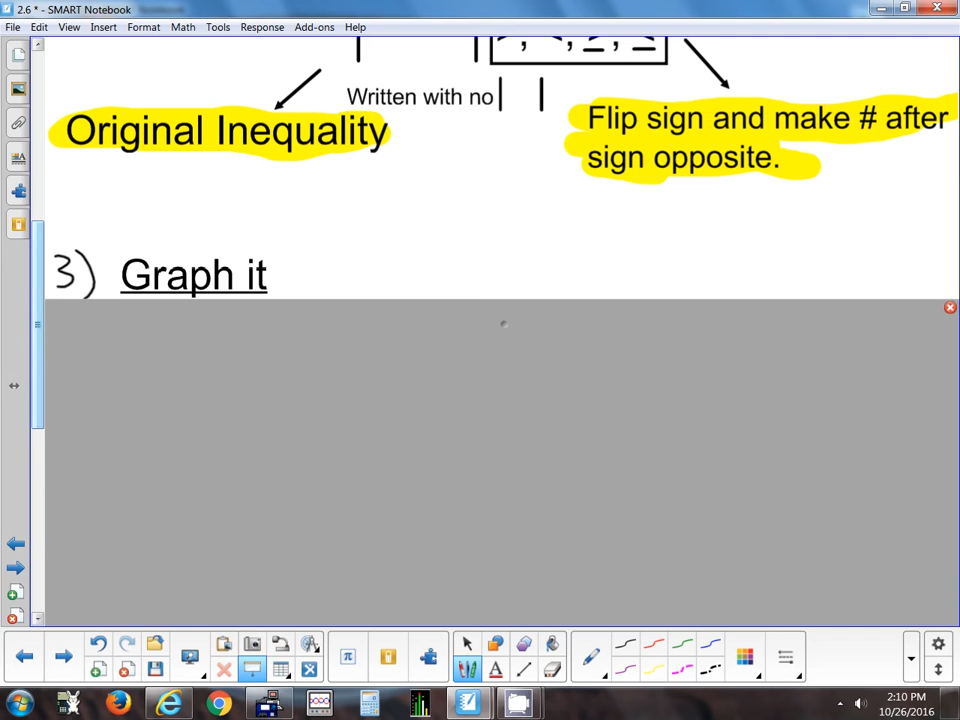 2.6 * - SMART Notebook
File Edit View Insert Format Math Tools Response Add-ons Help
Written with no | |
Original Inequality
Flip sign and make # after
sign opposite.
3) Graph it
2:10 PM
10/26/2016